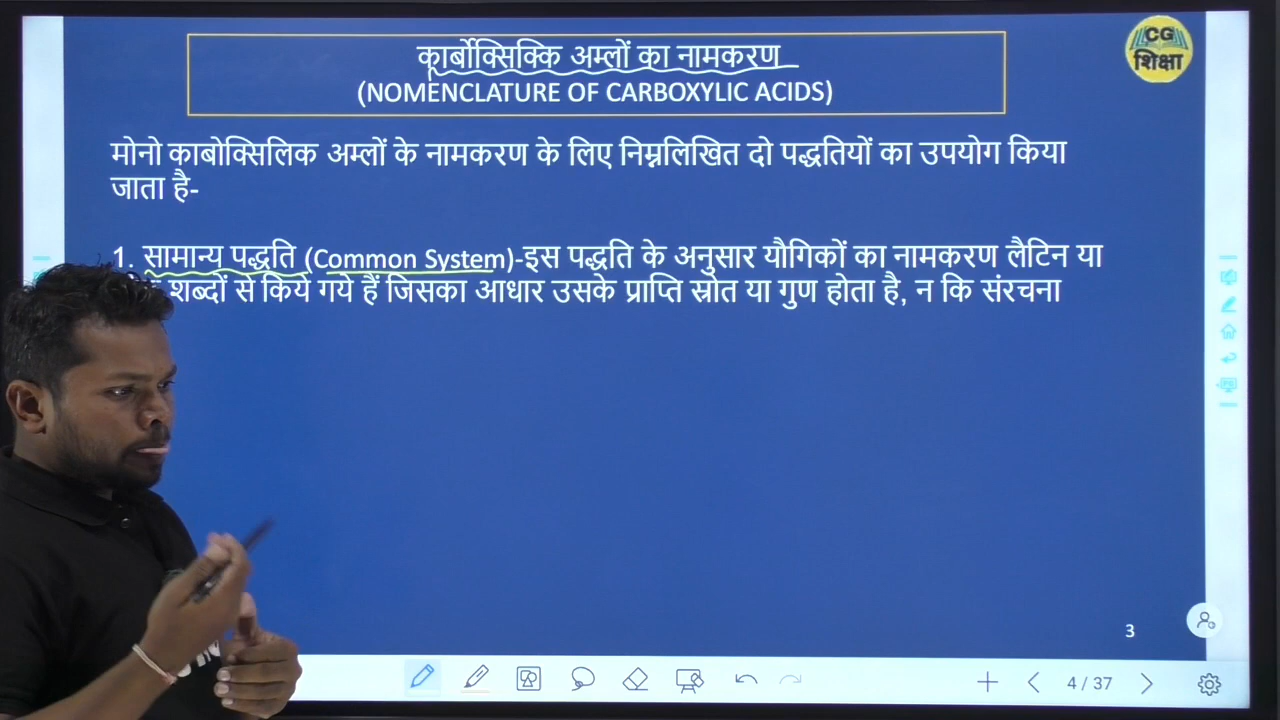 कार्बोक्सिक्कि अम्लों का नामकरण
(NOMENCLATURE OF CARBOXYLIC ACIDS)
CG
शिक्षा
मोनो काबोक्सिलिक अम्लों के नामकरण के लिए निम्नलिखित दो पद्धतियों का उपयोग किया
जाता है-
1. सामान्य पद्धति (Common System)-इस पद्धति के अनुसार यौगिकों का नामकरण लैटिन या
शब्दों से किये गये हैं जिसका आधार उसके प्राप्ति स्रोत या गुण होता है, न कि संरचना
3
4 / 37